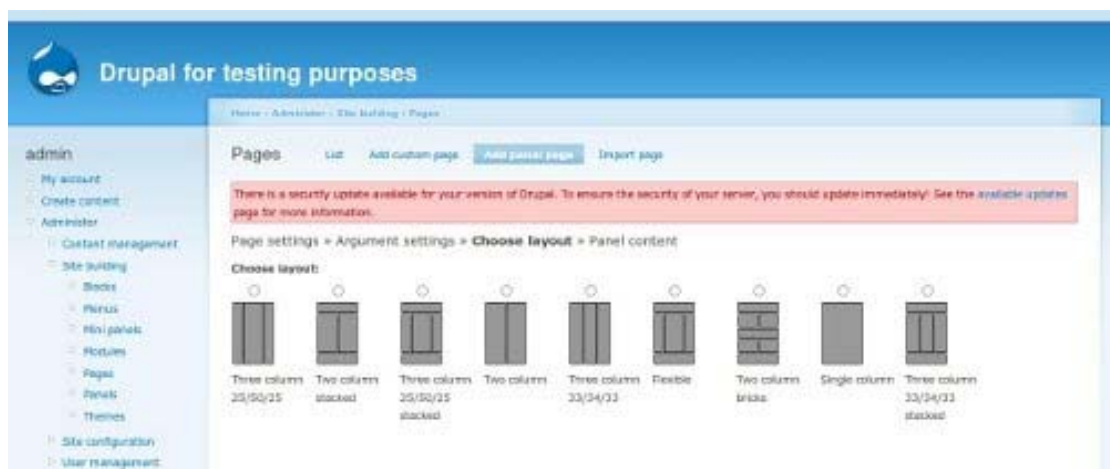 Drupal for testing purposes
Home › Administer › Site building › Pages
admin
My account
Create content
Administer
Content management
Site building
Blocks
Menus
Mini panels
Modules
Pages
Panels
Themes
Site configuration
User management
Pages List Add custom page Add panel page Import page
There is a security update available for your version of Drupal. To ensure the security of your server, you should update immediately! See the available updates
page for more information.
Page settings » Argument settings » Choose layout » Panel content
Choose layout:
Three column
25/50/25
Two column
stacked
Three column
25/50/25
stacked
Two column
Three column
33/34/33
Flexible
Two column
bricks
Single column
Three column
33/34/33
stacked